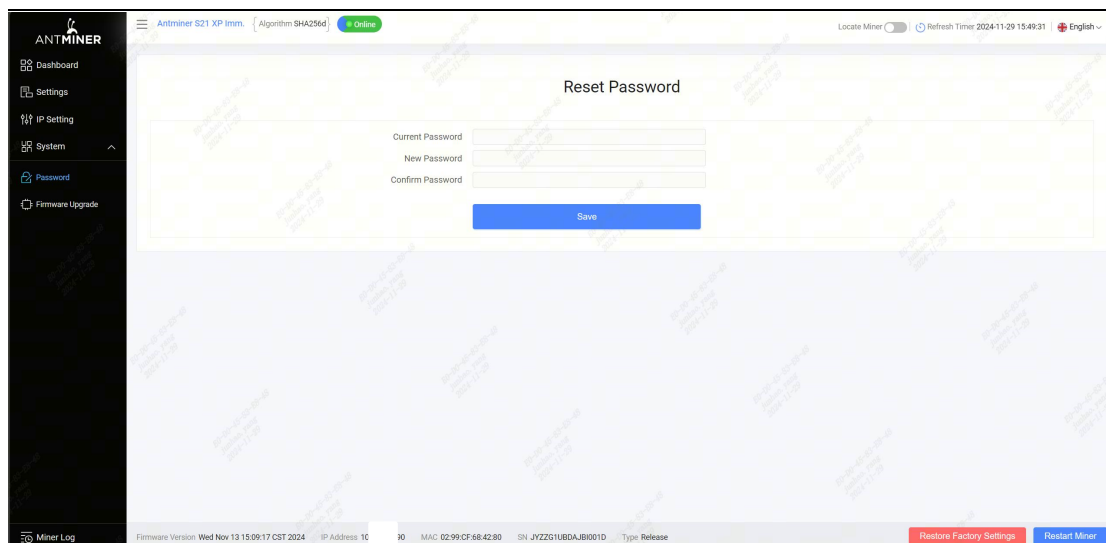 ANTMINER
Antminer S21 XP Imm. { Algorithm SHA256d } Online
Locate Miner Refresh Timer 2024-11-29 15:49:31 English
Dashboard
Settings
IP Setting
System
Password
Firmware Upgrade
Reset Password
Current Password
New Password
Confirm Password
Save
Miner Log
Firmware Version Wed Nov 13 15:09:17 CST 2024 IP Address 10 90 MAC 02:99:CF:68:42:80 SN JYZZG1UBDAJBI001D Type Release
Restore Factory Settings Restart Miner